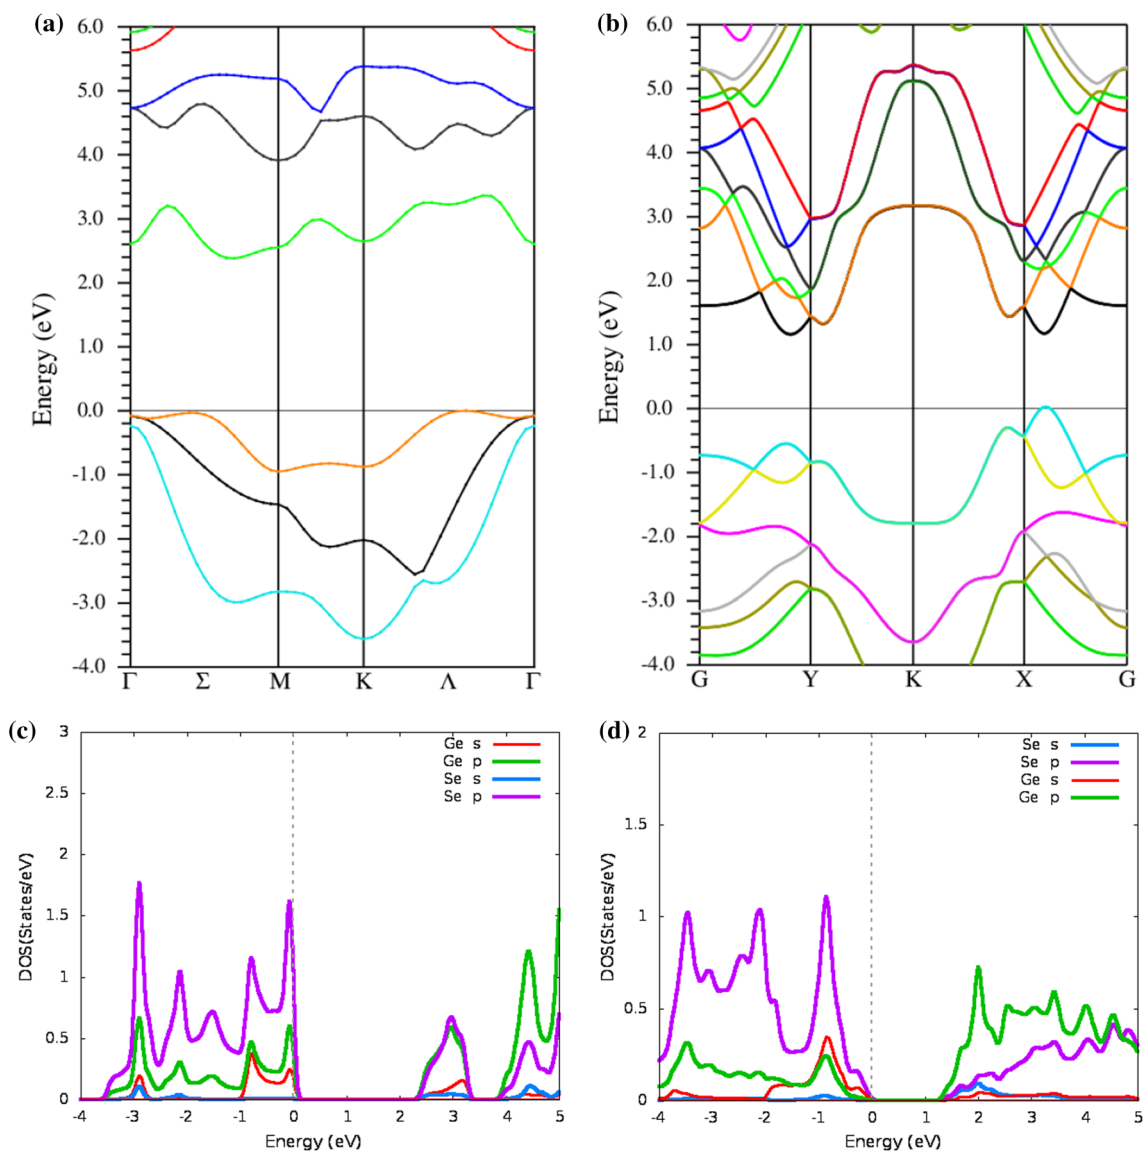 (a)
6.0
5.0
4.0
3.0
2.0
1.0
0.0
-1.0
-2.0
-3.0
-4.0
Energy (eV)
Γ Σ M K Λ Γ
(b)
6.0
5.0
4.0
3.0
2.0
1.0
0.0
-1.0
-2.0
-3.0
-4.0
Energy (eV)
G Y K X G
(c)
3
2.5
2
1.5
1
0.5
0
DOS(States/eV)
Ge s
Ge p
Se s
Se p
-4 -3 -2 -1 0 1 2 3 4 5
Energy (eV)
(d)
2
1.5
1
0.5
0
DOS(States/eV)
Se s
Se p
Ge s
Ge p
-4 -3 -2 -1 0 1 2 3 4 5
Energy (eV)